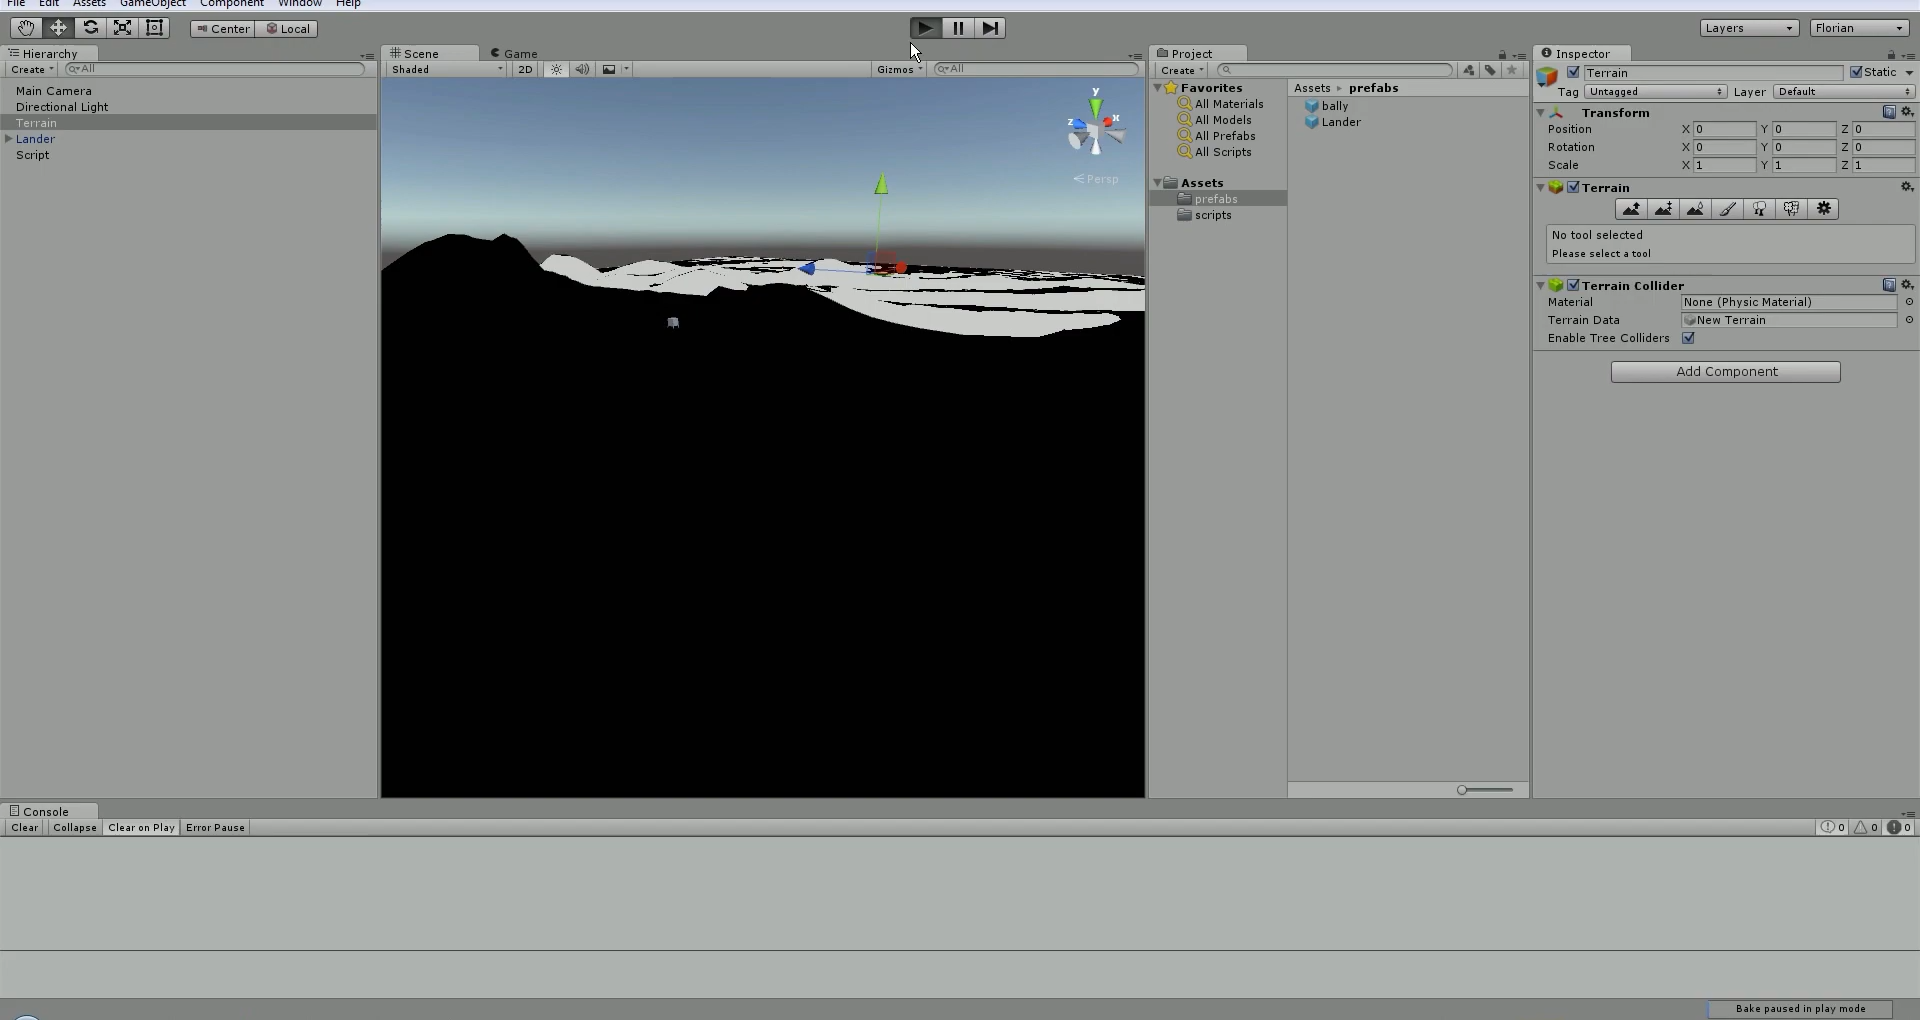 File Edit Assets GameObject Component Window Help
Center Local
Layers Florian
Hierarchy
Create All
Main Camera
Directional Light
Terrain
Lander
Script
Scene Game
Shaded 2D Gizmos All
y
z x
Persp
Project
Create
Favorites
All Materials
All Models
All Prefabs
All Scripts
Assets
prefabs
scripts
Assets prefabs
bally
Lander
Inspector
Terrain Static
Tag Untagged Layer Default
Transform
Position X 0 Y 0 Z 0
Rotation X 0 Y 0 Z 0
Scale X 1 Y 1 Z 1
Terrain
No tool selected
Please select a tool
Terrain Collider
Material None (Physic Material)
Terrain Data New Terrain
Enable Tree Colliders
Add Component
Console
Clear Collapse Clear on Play Error Pause
0 0 0
Bake paused in play mode